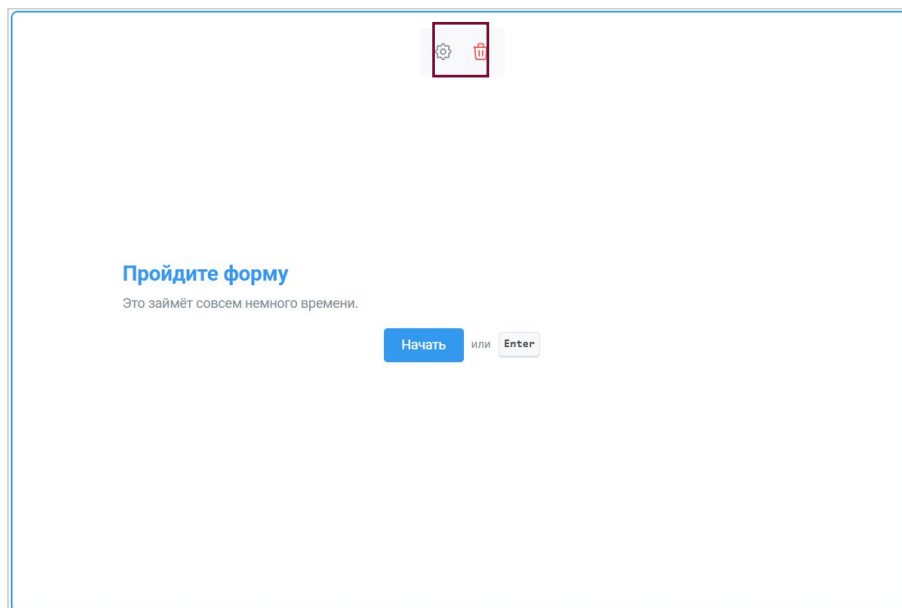 Пройдите форму
Это займёт совсем немного времени.
Начать или Enter